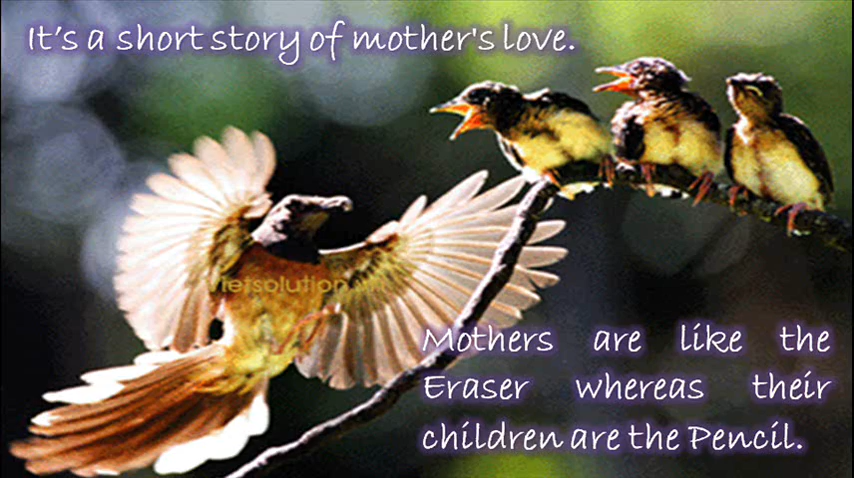 It's a short story of mother's love.
Mothers are like the
Eraser whereas their
children are the Pencil.